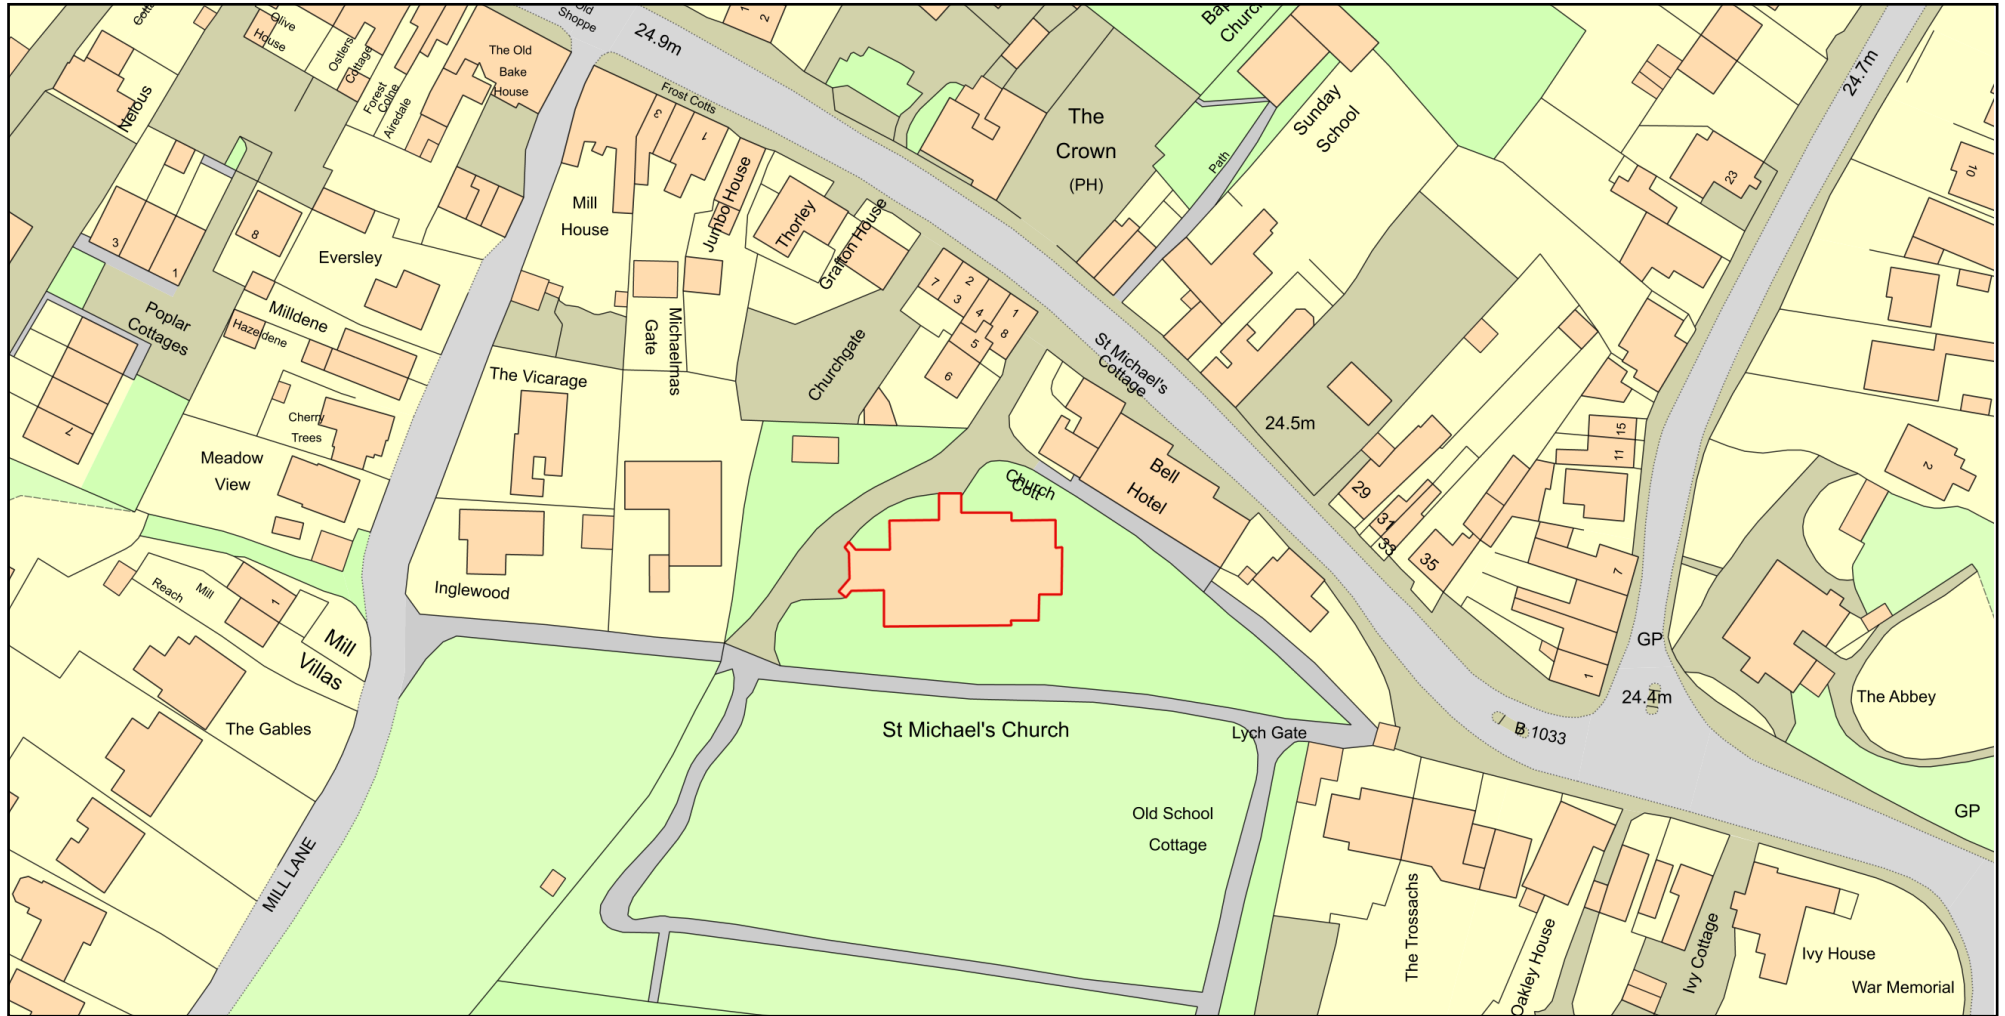 Olive
House
Ostlers
Cottage
The Old
Bake
House
Old
Shoppe
24.9m
1
2
Baptist
Church
24.7m
Nelous
Forest
Colne
Airedale
Frost Cotts
3
1
The
Crown
(PH)
Sunday
School
Path
23
10
3
1
8
Eversley
Mill
House
Jumbo House
Thorley
Grafton House
Poplar
Cottages
Milldene
Hazeldene
Michaelmas
Gate
7
2
3
4
1
8
5
6
Churchgate
St Michael's
Cottage
24.5m
7
Cherry
Trees
The Vicarage
Meadow
View
Church
Cott
Bell
Hotel
29
31
33
35
15
11
7
1
2
Inglewood
Reach
Mill
1
Mill
Villas
The Gables
St Michael's Church
Lych Gate
GP
24.4m
B 1033
The Abbey
GP
Old School
Cottage
MILL LANE
The Trossachs
Oakley House
Ivy Cottage
Ivy House
War Memorial